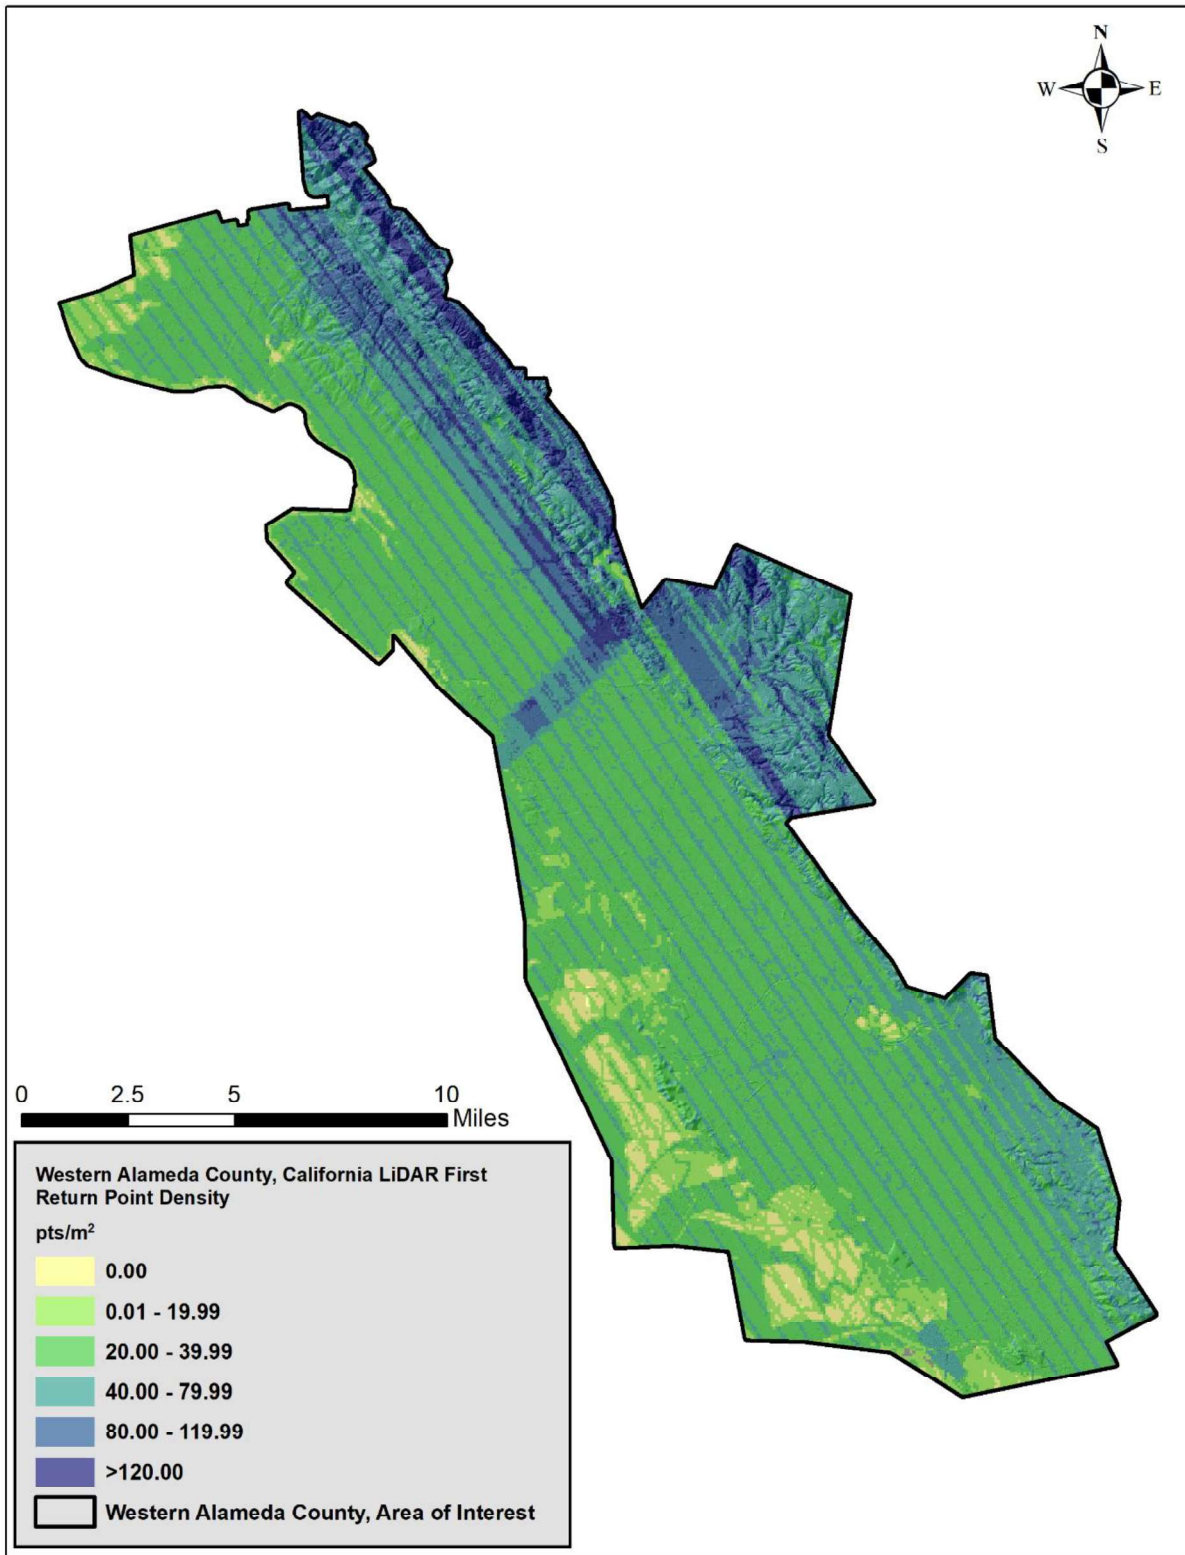 N
W E
S
0 2.5 5 10
Miles
Western Alameda County, California LiDAR First
Return Point Density
pts/m²
0.00
0.01 - 19.99
20.00 - 39.99
40.00 - 79.99
80.00 - 119.99
>120.00
Western Alameda County, Area of Interest